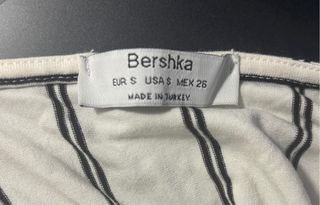 Bershka
EUR S USA S MEX 26
MADE IN TURKEY